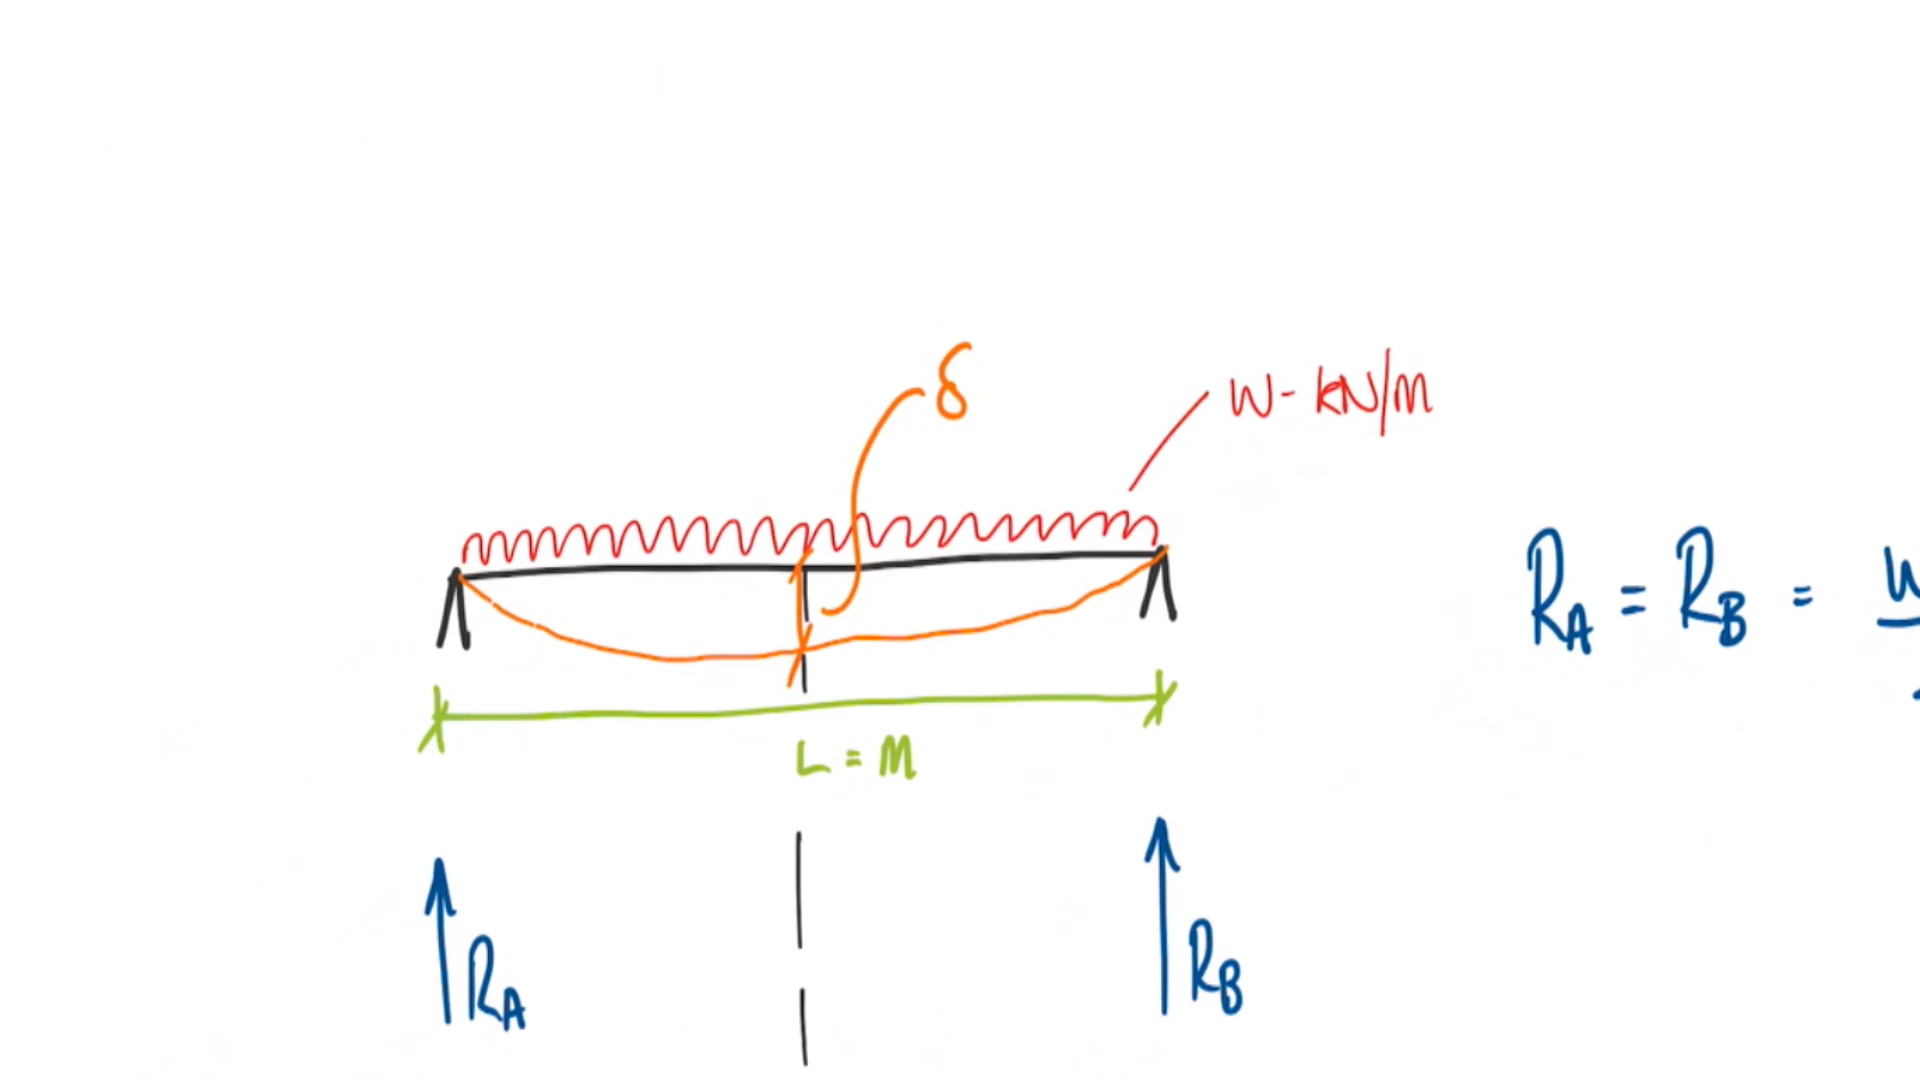 δ
W - kN/m
RA = RB =
L = M
RA
RB